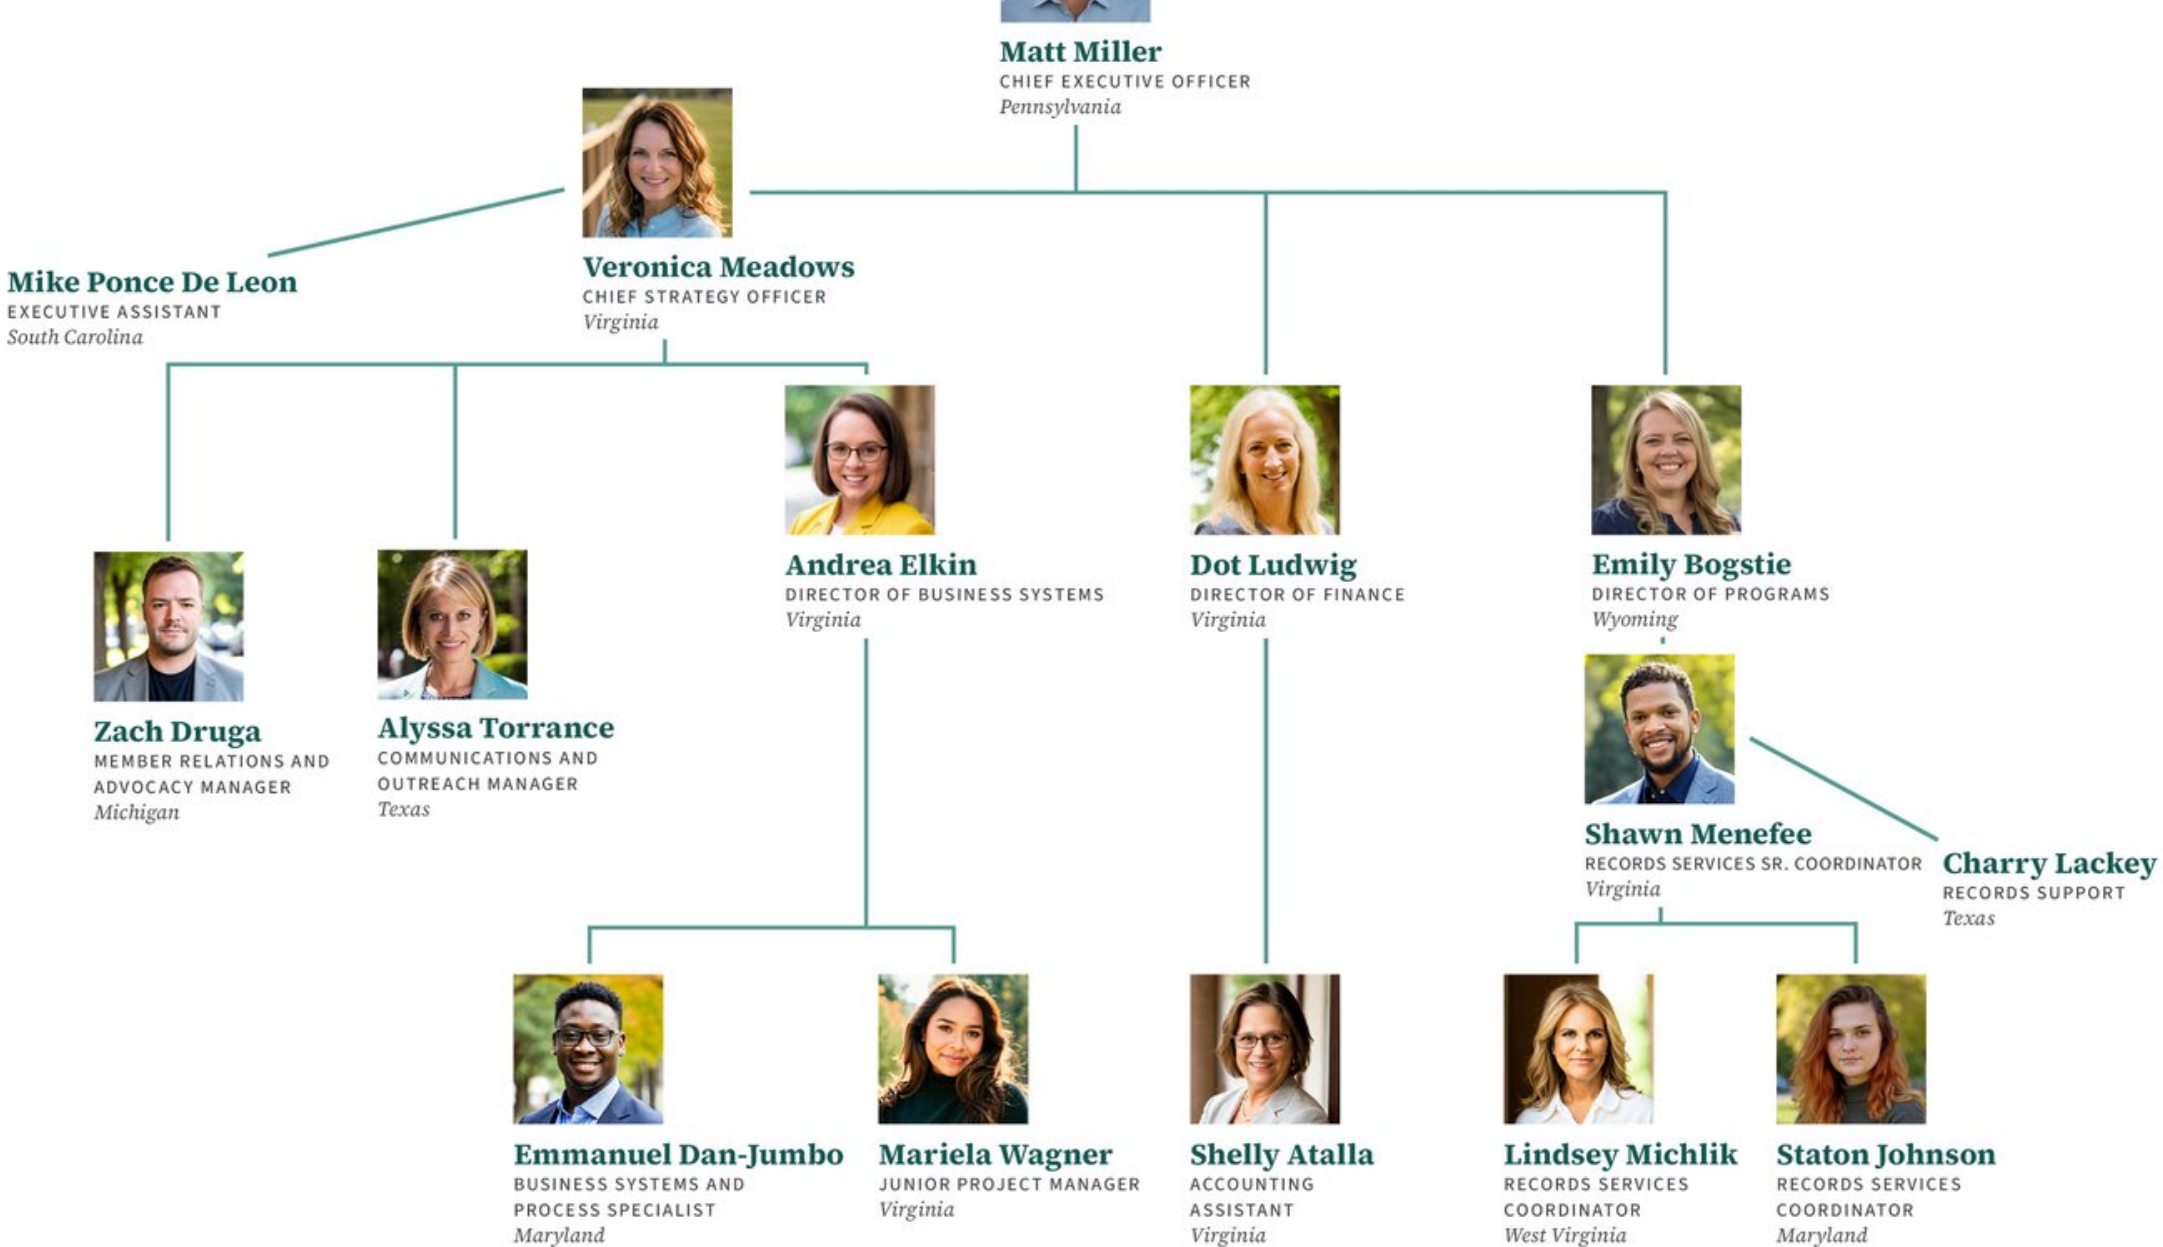 Matt Miller
CHIEF EXECUTIVE OFFICER
Pennsylvania
Mike Ponce De Leon
EXECUTIVE ASSISTANT
South Carolina
Veronica Meadows
CHIEF STRATEGY OFFICER
Virginia
Andrea Elkin
DIRECTOR OF BUSINESS SYSTEMS
Virginia
Dot Ludwig
DIRECTOR OF FINANCE
Virginia
Emily Bogstie
DIRECTOR OF PROGRAMS
Wyoming
Zach Druga
MEMBER RELATIONS AND
ADVOCACY MANAGER
Michigan
Alyssa Torrance
COMMUNICATIONS AND
OUTREACH MANAGER
Texas
Shawn Menefee
RECORDS SERVICES SR. COORDINATOR
Virginia
Charry Lackey
RECORDS SUPPORT
Texas
Emmanuel Dan-Jumbo
BUSINESS SYSTEMS AND
PROCESS SPECIALIST
Maryland
Mariela Wagner
JUNIOR PROJECT MANAGER
Virginia
Shelly Atalla
ACCOUNTING
ASSISTANT
Virginia
Lindsey Michlik
RECORDS SERVICES
COORDINATOR
West Virginia
Staton Johnson
RECORDS SERVICES
COORDINATOR
Maryland